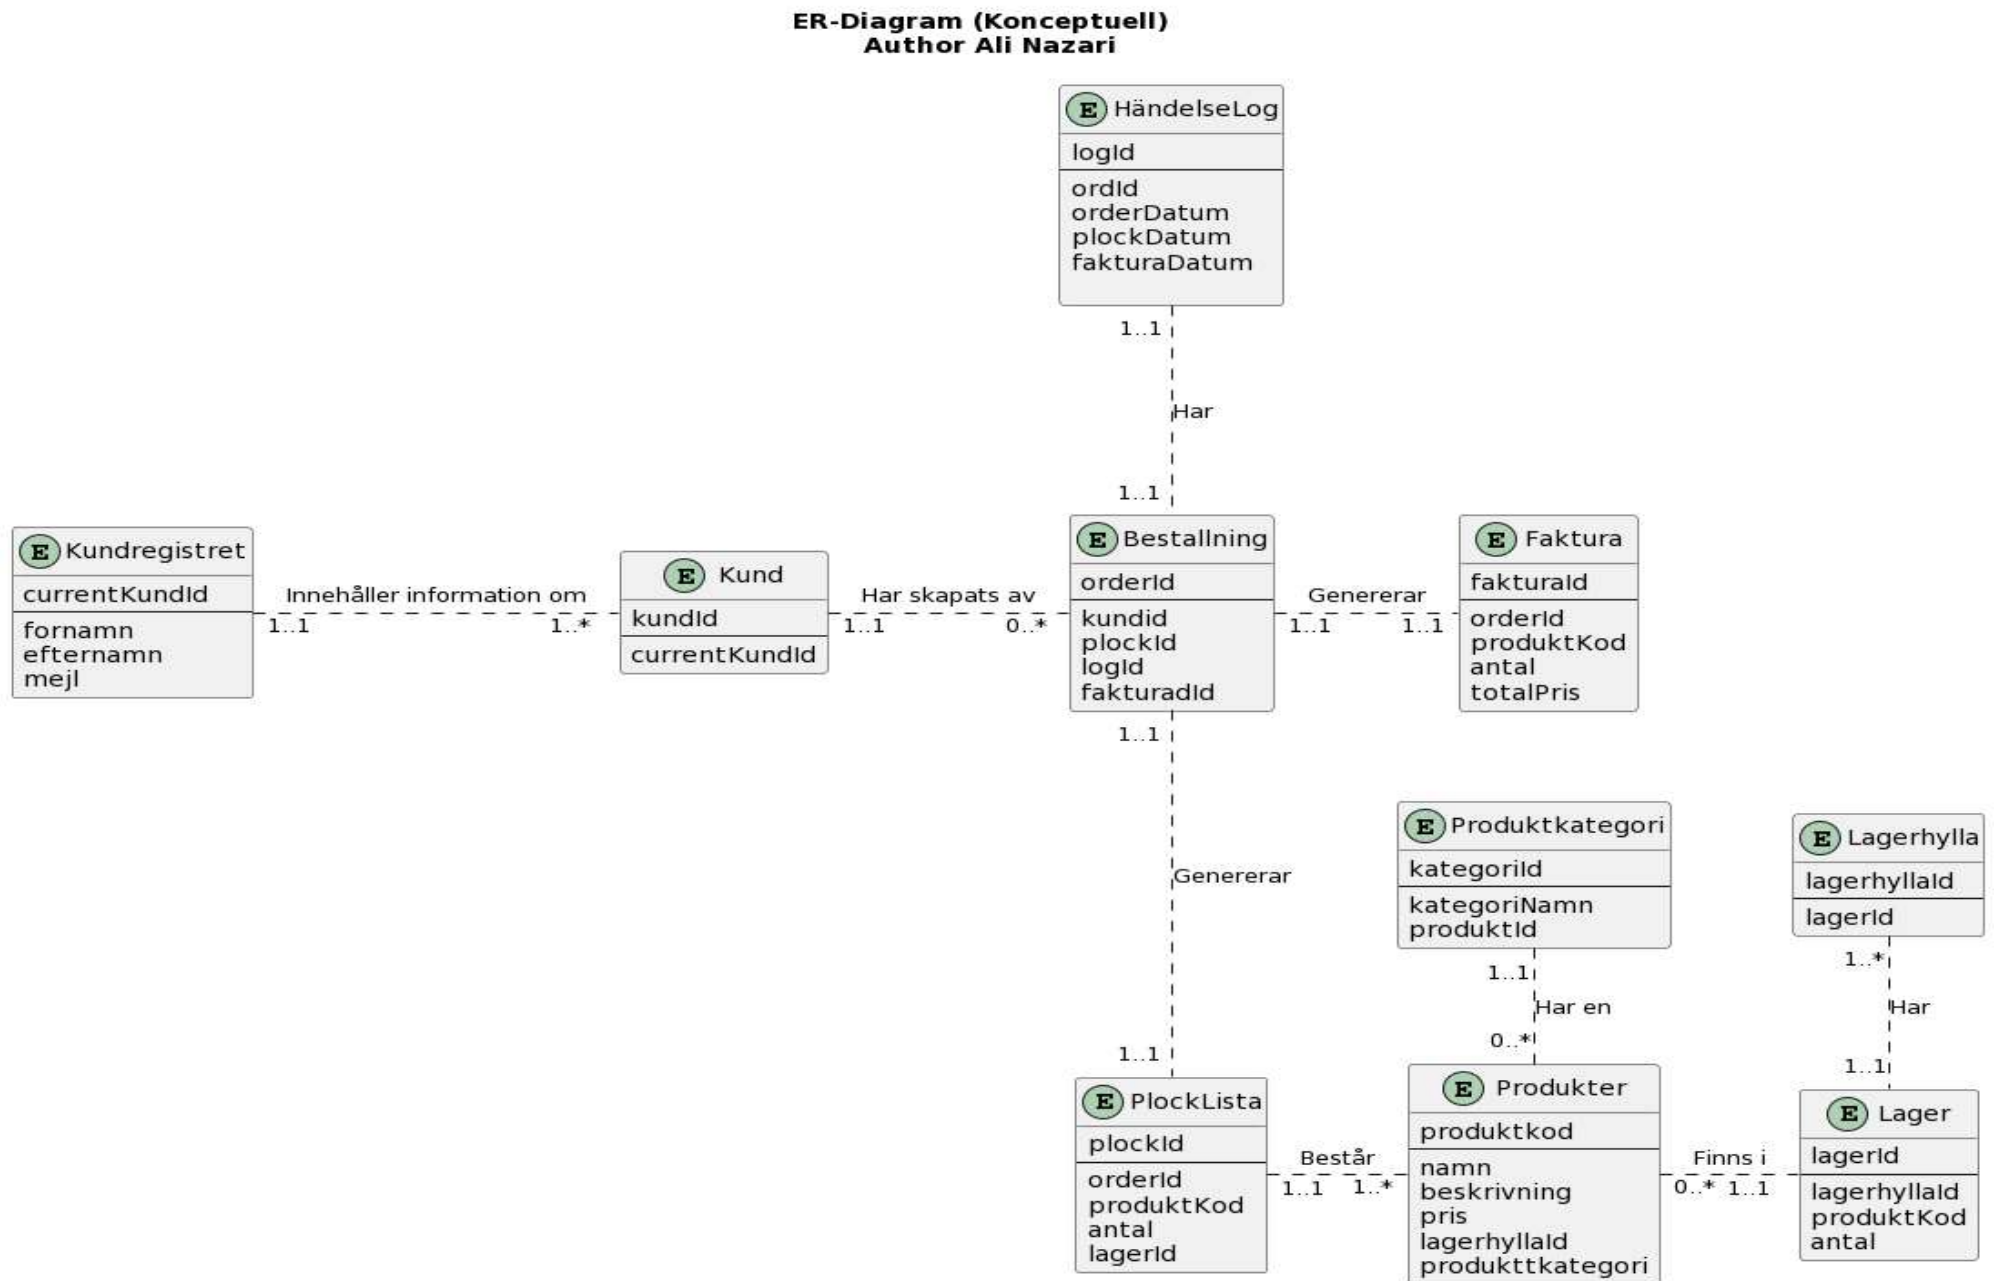 ER-Diagram (Konceptuell)
Author Ali Nazari
E HändelseLog
logId
ordId
orderDatum
plockDatum
fakturaDatum
1..1
Har
1..1
E Kundregistret
currentKundId
fornamn
efternamn
mejl
Innehåller information om
1..1
1..*
E Kund
kundId
currentKundId
Har skapats av
1..1
0..*
E Bestallning
orderId
kundid
plockId
logId
fakturadId
Genererar
1..1
1..1
E Faktura
fakturaId
orderId
produktKod
antal
totalPris
1..1
Genererar
1..1
E Produktkategori
kategoriId
kategoriNamn
produktId
1..1
Har en
0..*
E Lagerhylla
lagerhyllaId
lagerId
1..*
Har
1..1
E PlockLista
plockId
orderId
produktKod
antal
lagerId
Består
1..1
1..*
E Produkter
produktkod
namn
beskrivning
pris
lagerhyllaId
produkttkategori
Finns i
0..*
1..1
E Lager
lagerId
lagerhyllaId
produktKod
antal